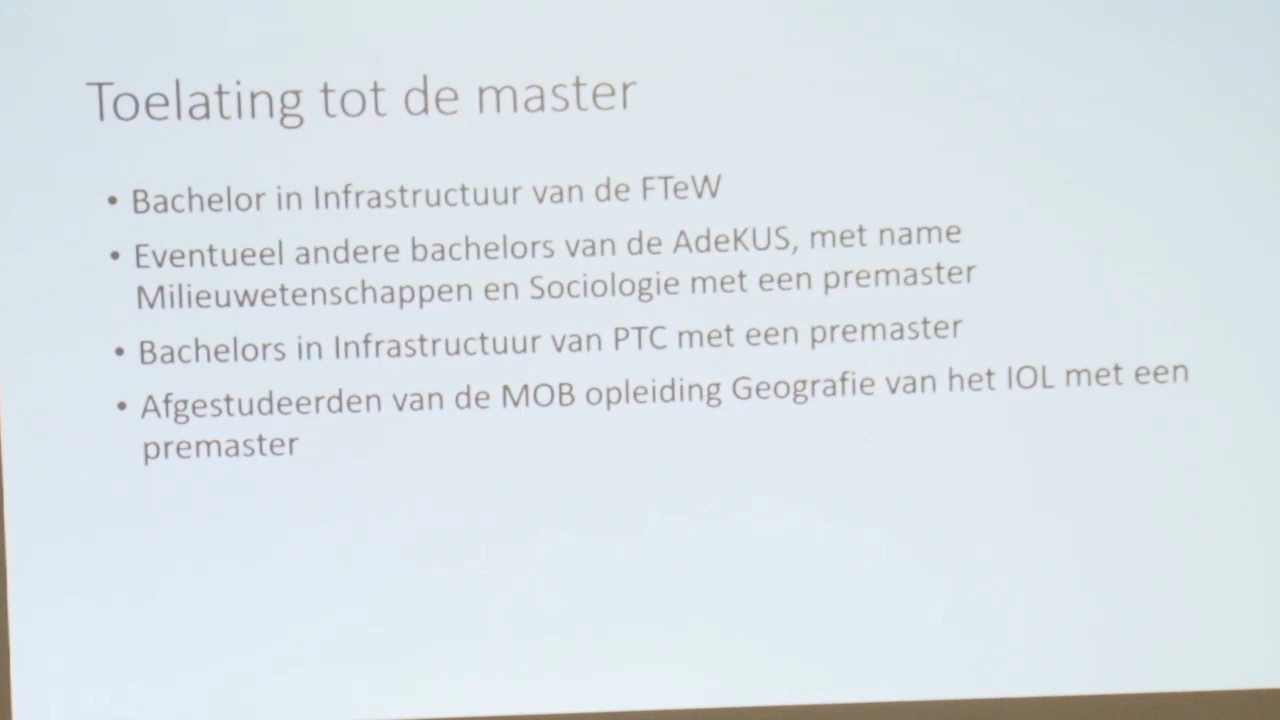 Toelating tot de master
• Bachelor in Infrastructuur van de FTeW
• Eventueel andere bachelors van de AdeKUS, met name
Milieuwetenschappen en Sociologie met een premaster
• Bachelors in Infrastructuur van PTC met een premaster
• Afgestudeerden van de MOB opleiding Geografie van het IOL met een
premaster